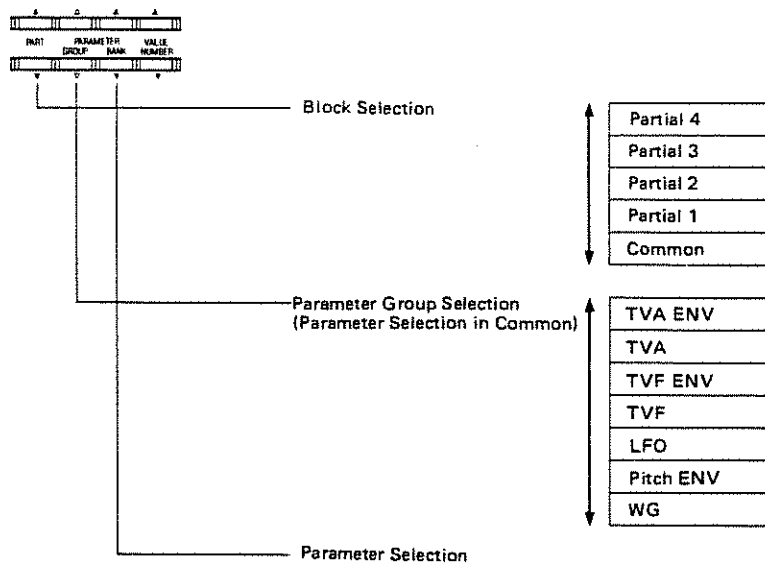 PART PARAMETER VALUE
GROUP BANK NUMBER
Block Selection
Partial 4
Partial 3
Partial 2
Partial 1
Common
Parameter Group Selection
(Parameter Selection in Common)
TVA ENV
TVA
TVF ENV
TVF
LFO
Pitch ENV
WG
Parameter Selection